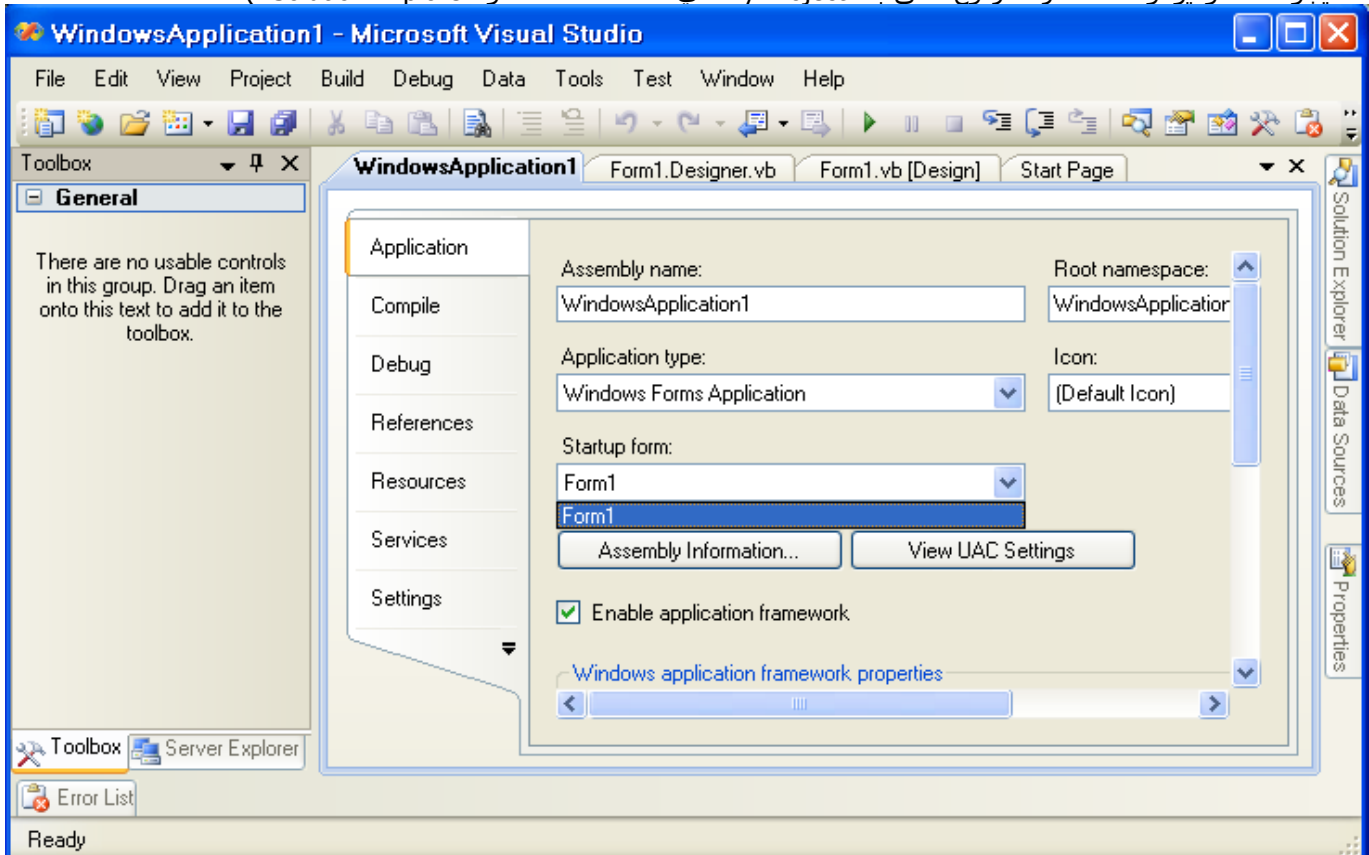 WindowsApplication1 - Microsoft Visual Studio
File Edit View Project Build Debug Data Tools Test Window Help
Toolbox
WindowsApplication1 Form1.Designer.vb Form1.vb [Design] Start Page
General
There are no usable controls
in this group. Drag an item
onto this text to add it to the
toolbox.
Application
Compile
Debug
References
Resources
Services
Settings
Assembly name:
Root namespace:
WindowsApplication1
WindowsApplication
Application type:
Icon:
Windows Forms Application
(Default Icon)
Startup form:
Form1
Form1
Assembly Information...
View UAC Settings
Enable application framework
Windows application framework properties
Solution Explorer
Data Sources
Properties
Toolbox
Server Explorer
Error List
Ready